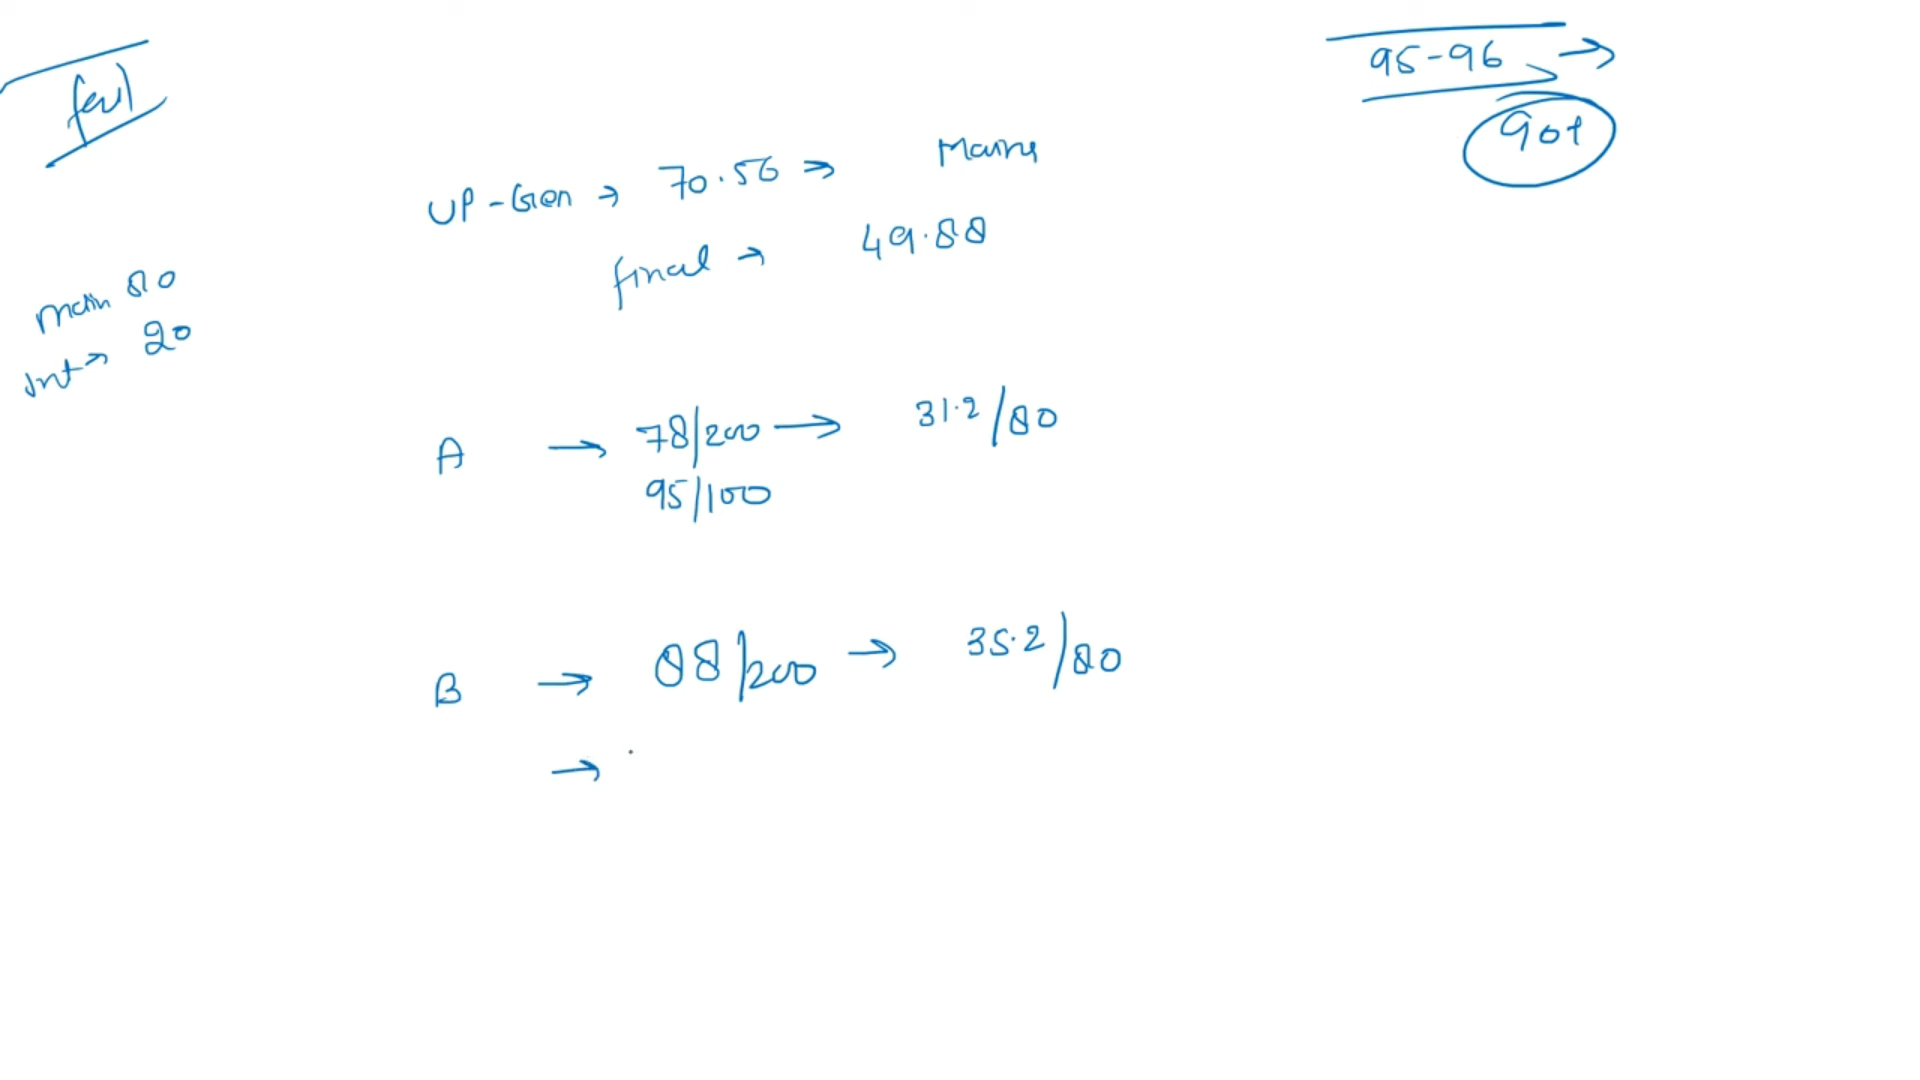 95-96 →
90+
UP-Gen → 70.56 → Mains
final → 49.88
main 80
Int → 20
A → 78/200 → 31.2/80
95/100
B → 88/200 → 35.2/80
→